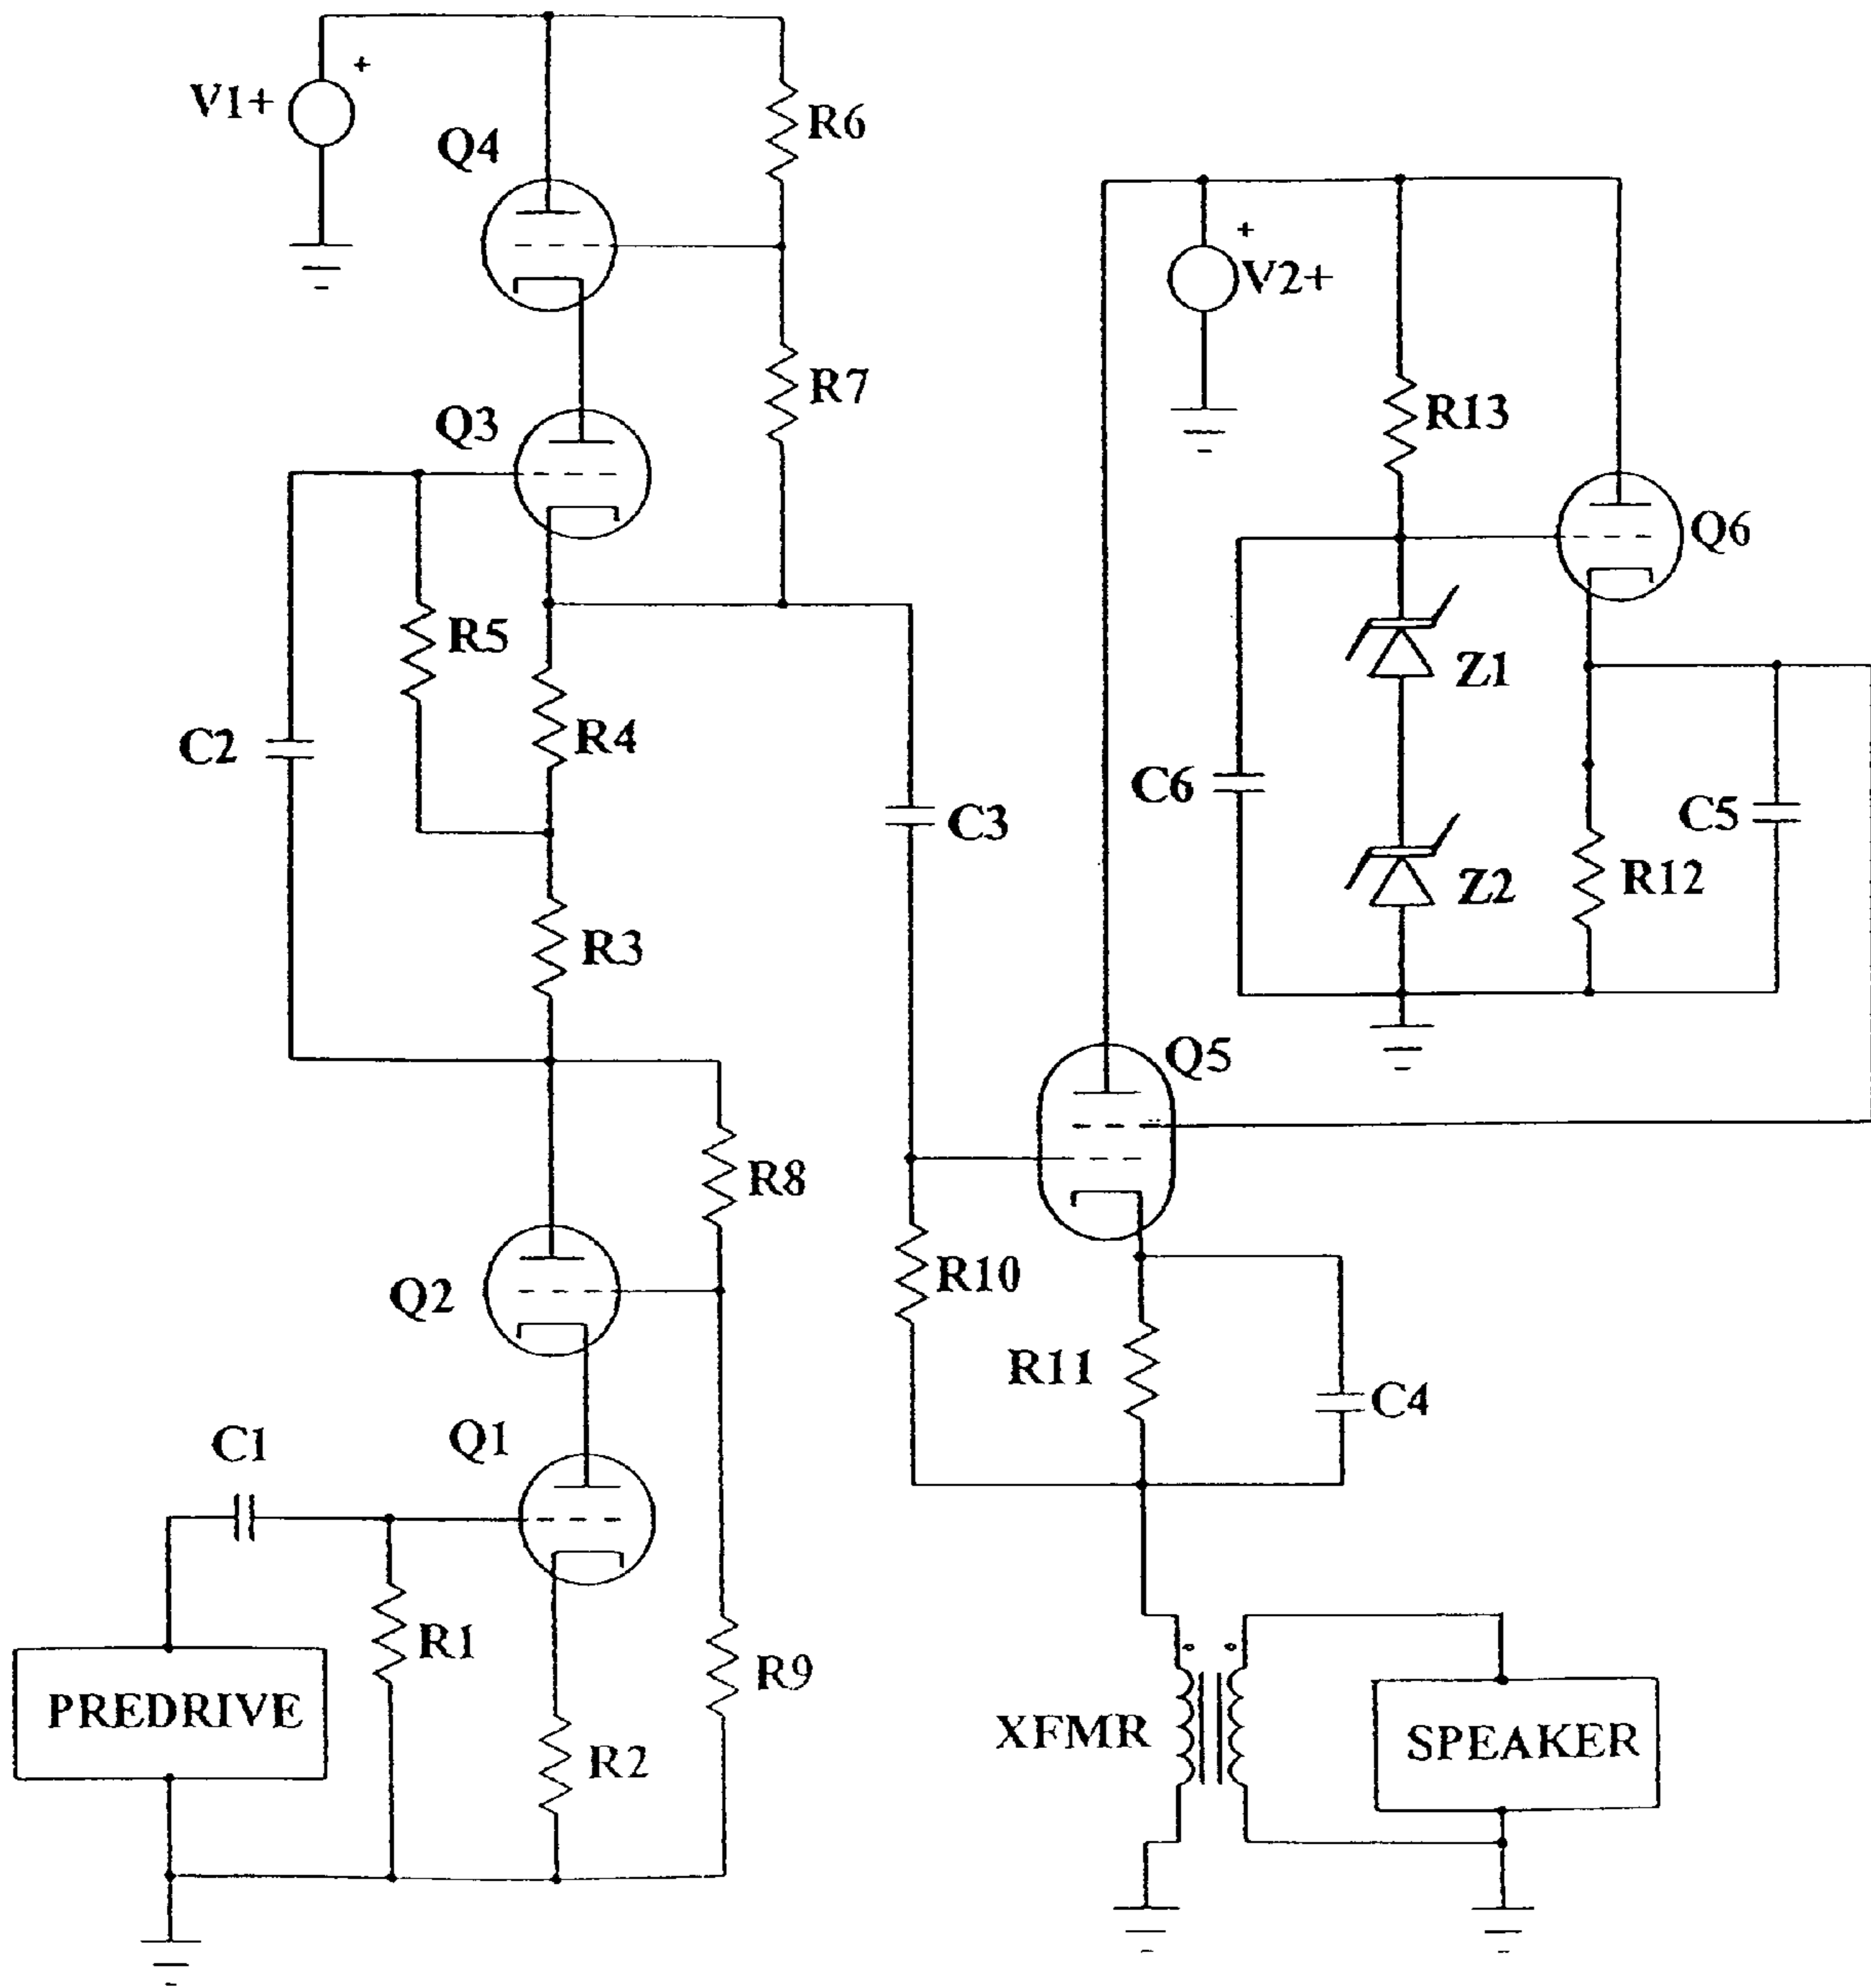 V1+
+
R6
Q4
+
V2+
R7
R13
Q3
Q6
R5
Z1
C2
R4
C6
C3
C5
Z2
R12
R3
Q5
R8
Q2
R10
R11
C4
C1
Q1
R1
R9
PREDRIVE
R2
XFMR
SPEAKER